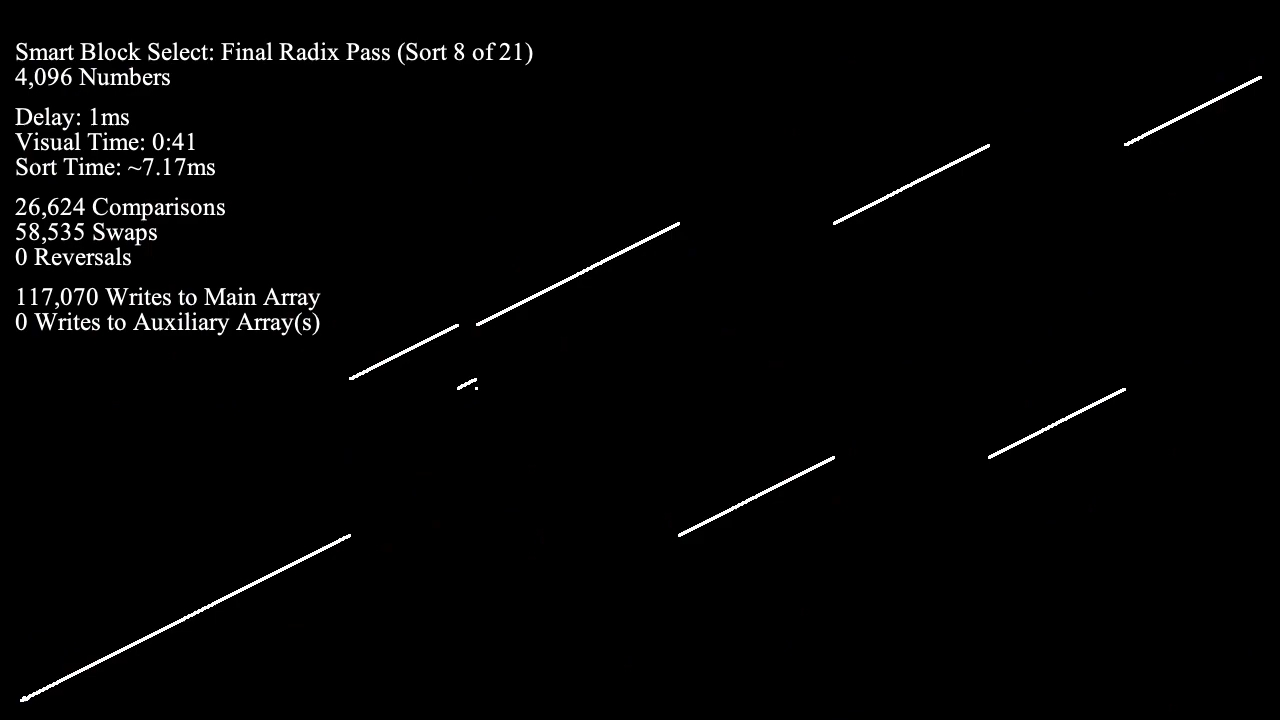 Smart Block Select: Final Radix Pass (Sort 8 of 21)
4,096 Numbers
Delay: 1ms
Visual Time: 0:41
Sort Time: ~7.17ms
26,624 Comparisons
58,535 Swaps
0 Reversals
117,070 Writes to Main Array
0 Writes to Auxiliary Array(s)